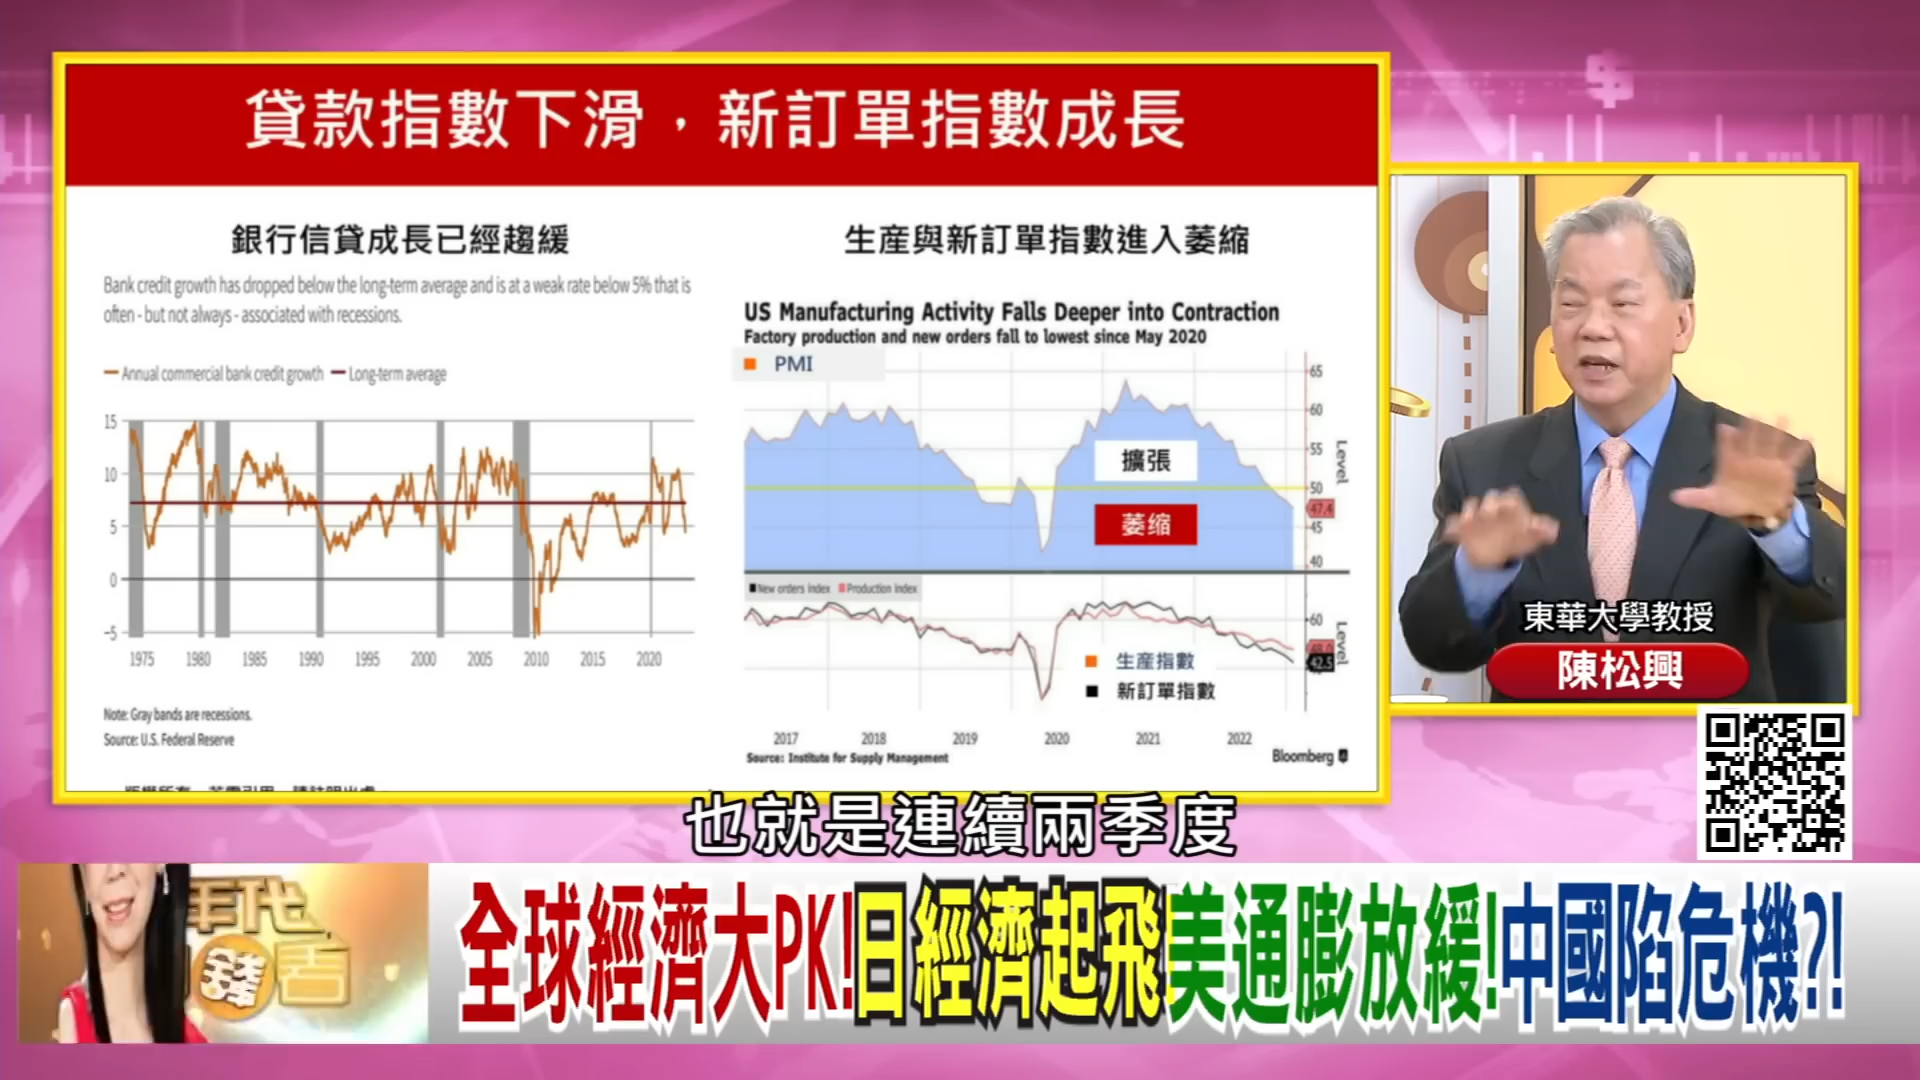 貸款指數下滑，新訂單指數成長
銀行信貸成長已經趨緩
Bank credit growth has dropped below the long-term average and is at a weak rate below 5% that is
often - but not always - associated with recessions.
Annual commercial bank credit growth Long-term average
15
10
5
0
-5
1975 1980 1985 1990 1995 2000 2005 2010 2015 2020
Note: Gray bands are recessions.
Source: U.S. Federal Reserve
生産與新訂單指數進入萎縮
US Manufacturing Activity Falls Deeper into Contraction
Factory production and new orders fall to lowest since May 2020
PMI
65
60
55
50
47.4
45
40
Level
擴張
萎缩
New orders index Production index
60
42.5
Level
生産指數
新訂單指數
2017 2018 2019 2020 2021 2022
Source: Institute for Supply Management
Bloomberg
東華大學教授
陳松興
也就是連續兩季度
年代
錢
全球經濟大PK!日經濟起飛!美通膨放緩!中國陷危機?!